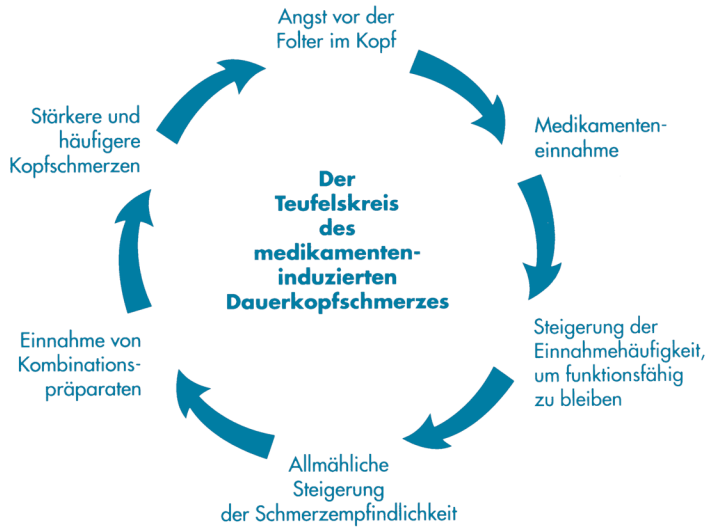 Angst vor der
Folter im Kopf
Medikamenten-
einnahme
Steigerung der
Einnahmehäufigkeit,
um funktionsfähig
zu bleiben
Allmähliche
Steigerung
der Schmerzempfindlichkeit
Einnahme von
Kombinations-
präparaten
Stärkere und
häufigere
Kopfschmerzen
Der
Teufelskreis
des
medikamenten-
induzierten
Dauerkopfschmerzes